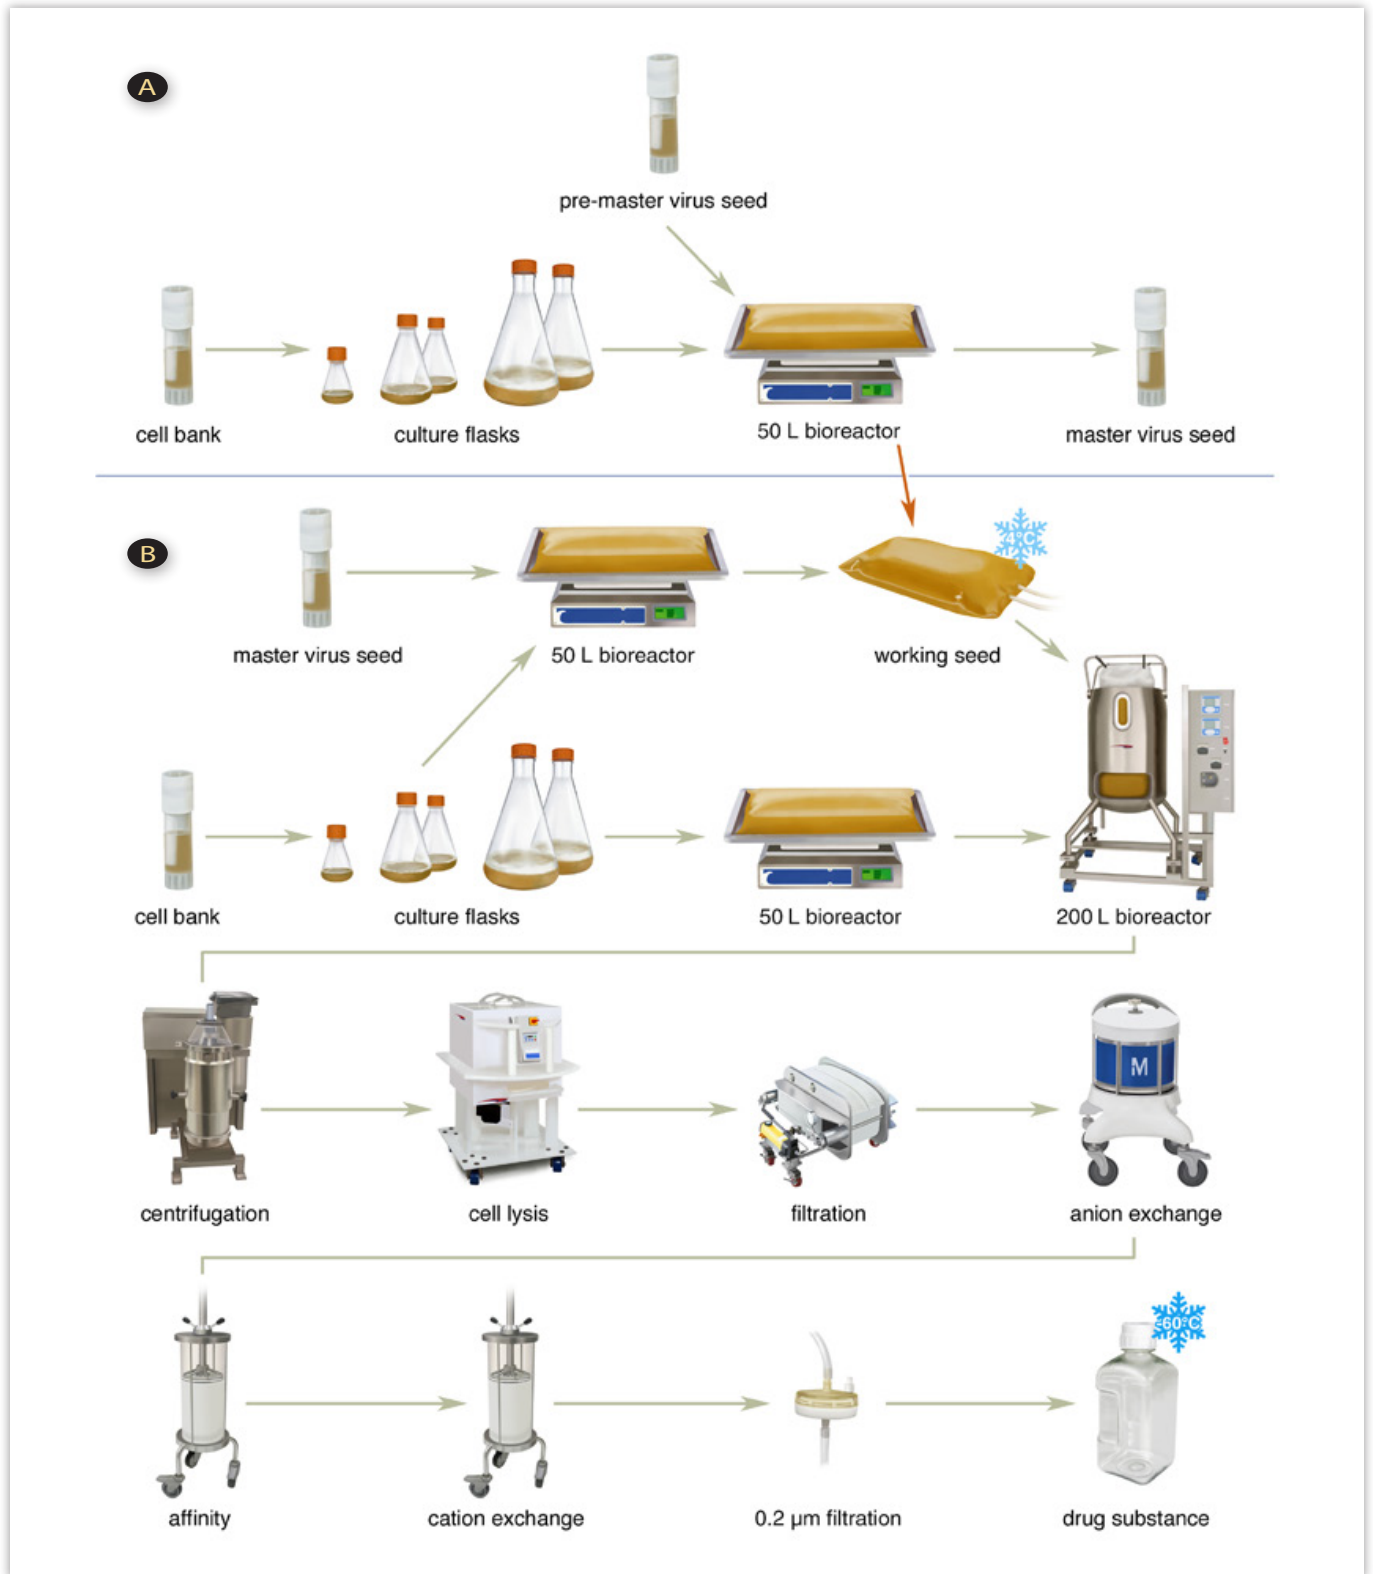 A
pre-master virus seed
cell bank
culture flasks
50 L bioreactor
master virus seed
B
4°C
master virus seed
50 L bioreactor
working seed
cell bank
culture flasks
50 L bioreactor
200 L bioreactor
M
centrifugation
cell lysis
filtration
anion exchange
-60°C
affinity
cation exchange
0.2 µm filtration
drug substance